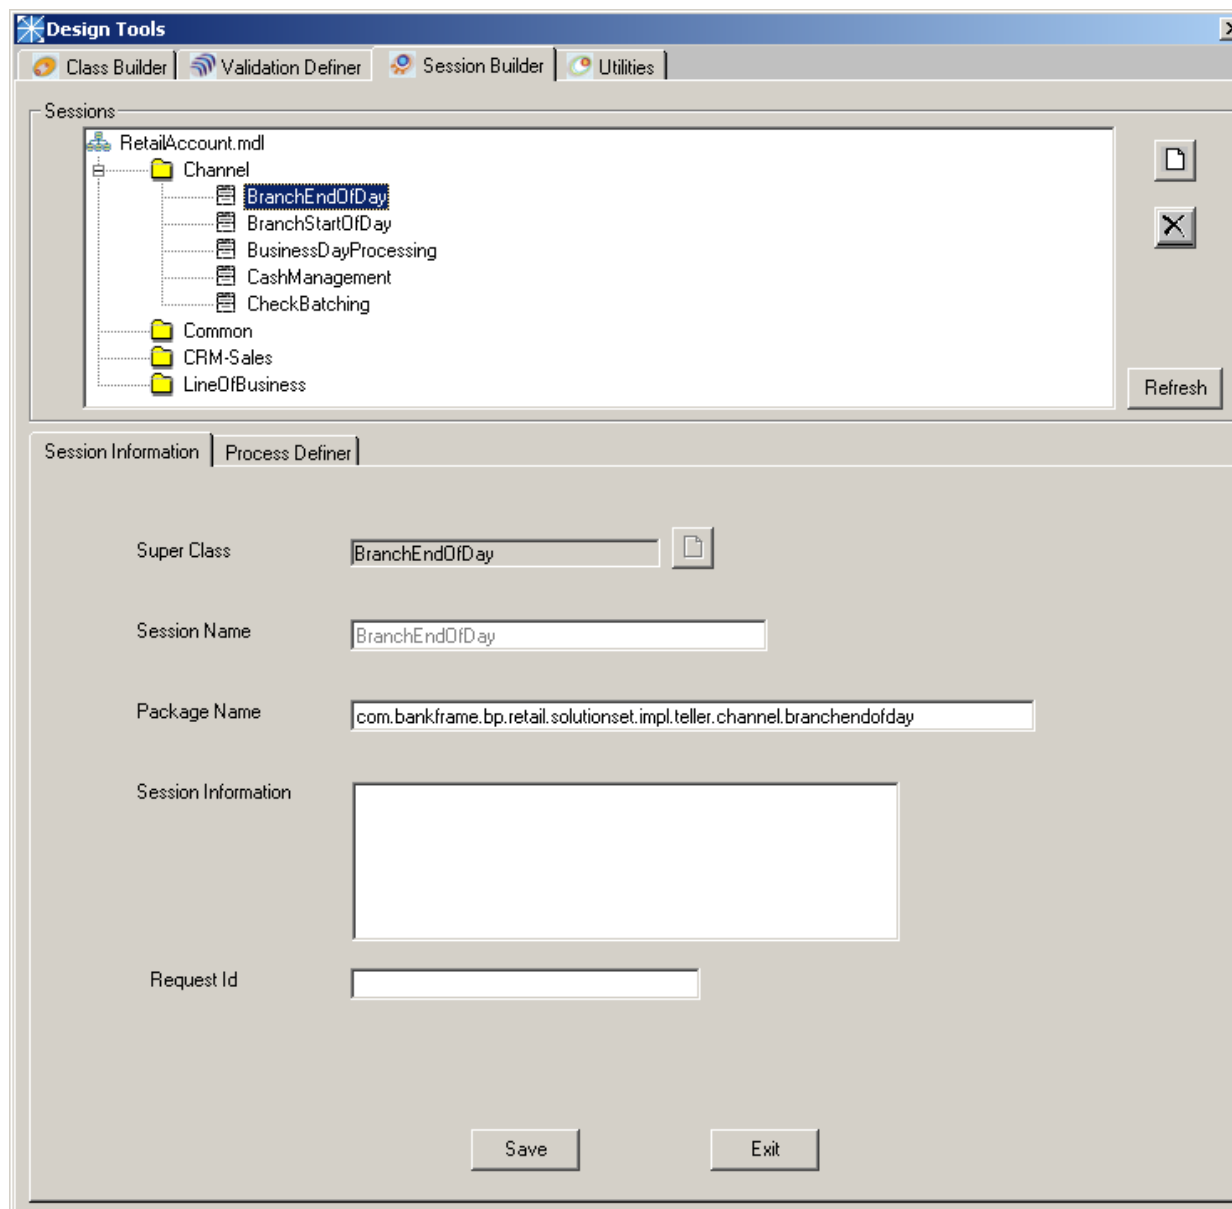 Design Tools
Class Builder Validation Definer Session Builder Utilities
Sessions
RetailAccount.mdl
Channel
BranchEndOfDay
BranchStartOfDay
BusinessDayProcessing
CashManagement
CheckBatching
Common
CRM-Sales
LineOfBusiness
Refresh
Session Information Process Definer
Super Class BranchEndOfDay
Session Name BranchEndOfDay
Package Name com.bankframe.bp.retail.solutionset.impl.teller.channel.branchendofday
Session Information
Request Id
Save Exit